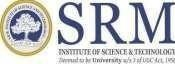 SRM
INSTITUTE OF SCIENCE & TECHNOLOGY
Deemed to be University u/s 3 of UGC Act, 1956